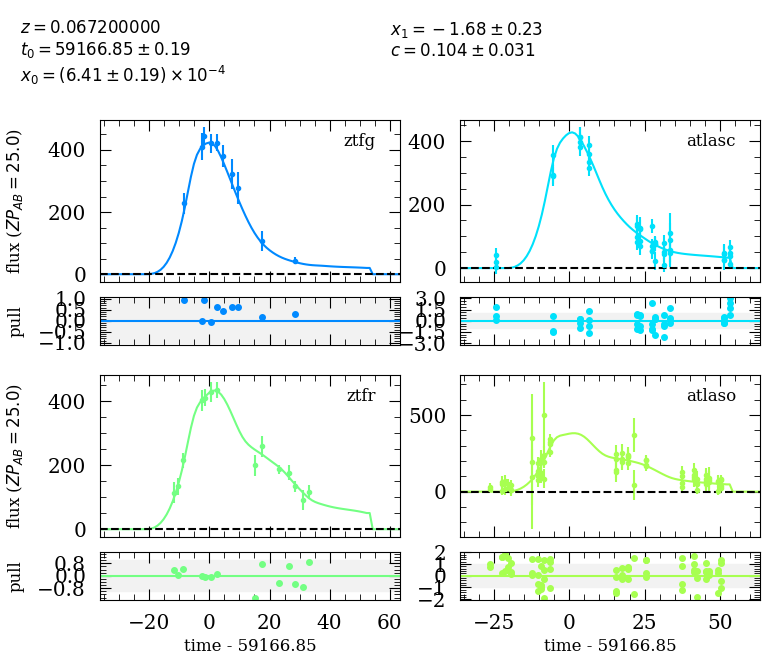 z = 0.067200000
t₀ = 59166.85 ± 0.19
x₀ = (6.41 ± 0.19) × 10⁻⁴
x₁ = −1.68 ± 0.23
c = 0.104 ± 0.031
ztfg
flux (ZP_AB = 25.0)
400
200
0
atlasc
400
200
0
pull
1.0
0.5
0.0
−0.5
−1.0
3.0
1.5
0.0
−1.5
−3.0
ztfr
flux (ZP_AB = 25.0)
400
200
0
atlaso
500
0
pull
0.8
0.0
−0.8
−20 0 20 40 60
time - 59166.85
2
1
0
−1
−2
−25 0 25 50
time - 59166.85